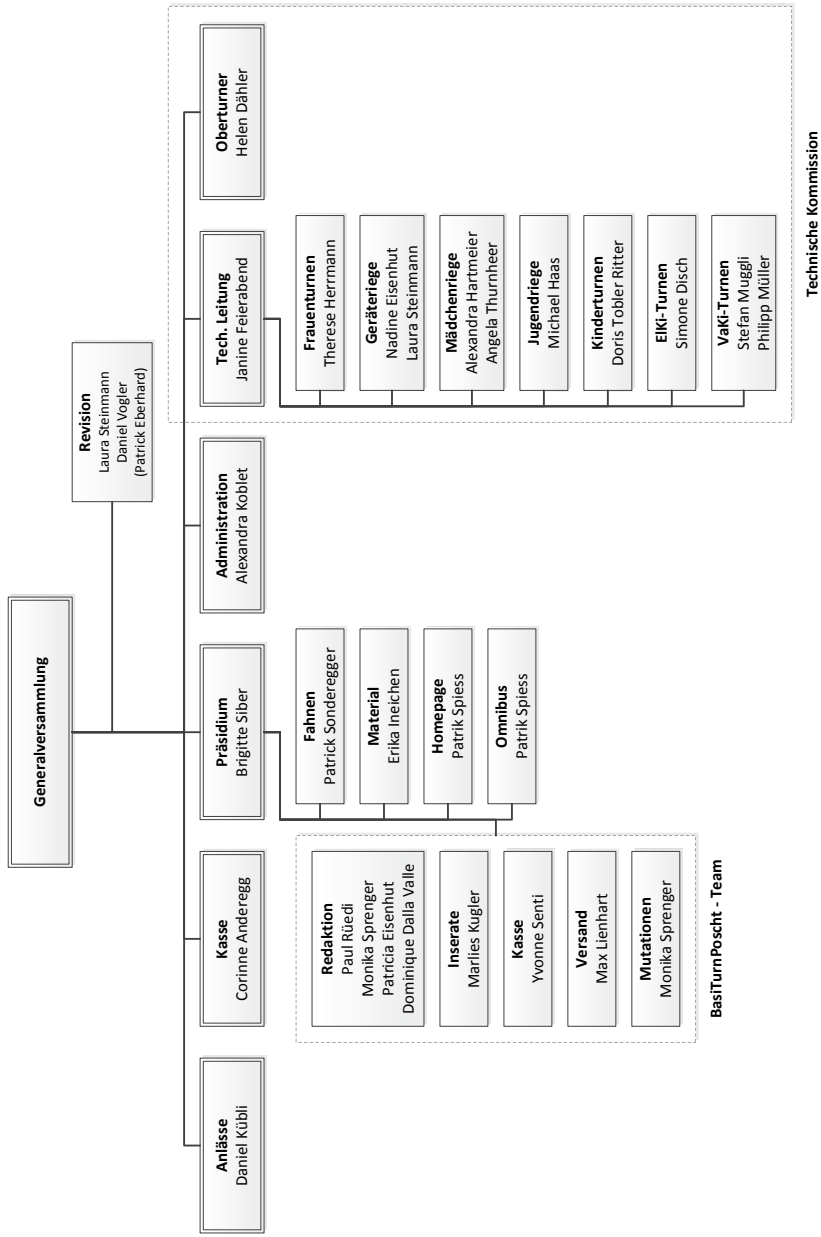 Generalversammlung
Revision
Laura Steinmann
Daniel Vogler
(Patrick Eberhard)
Anlässe
Daniel Kübli
Kasse
Corinne Anderegg
Präsidium
Brigitte Siber
Administration
Alexandra Koblet
Tech. Leitung
Janine Feierabend
Oberturner
Helen Dähler
Redaktion
Paul Rüedi
Monika Sprenger
Patricia Eisenhut
Dominique Dalla Valle
Inserate
Marlies Kugler
Kasse
Yvonne Senti
Versand
Max Lienhart
Mutationen
Monika Sprenger
BasiTurnPoscht - Team
Fahnen
Patrick Sonderegger
Material
Erika Ineichen
Homepage
Patrik Spiess
Omnibus
Patrik Spiess
Frauenturnen
Therese Herrmann
Geräteriege
Nadine Eisenhut
Laura Steinmann
Mädchenriege
Alexandra Hartmeier
Angela Thurnheer
Jugendriege
Michael Haas
Kinderturnen
Doris Tobler Ritter
ElKi-Turnen
Simone Disch
VaKi-Turnen
Stefan Muggli
Philipp Müller
Technische Kommission